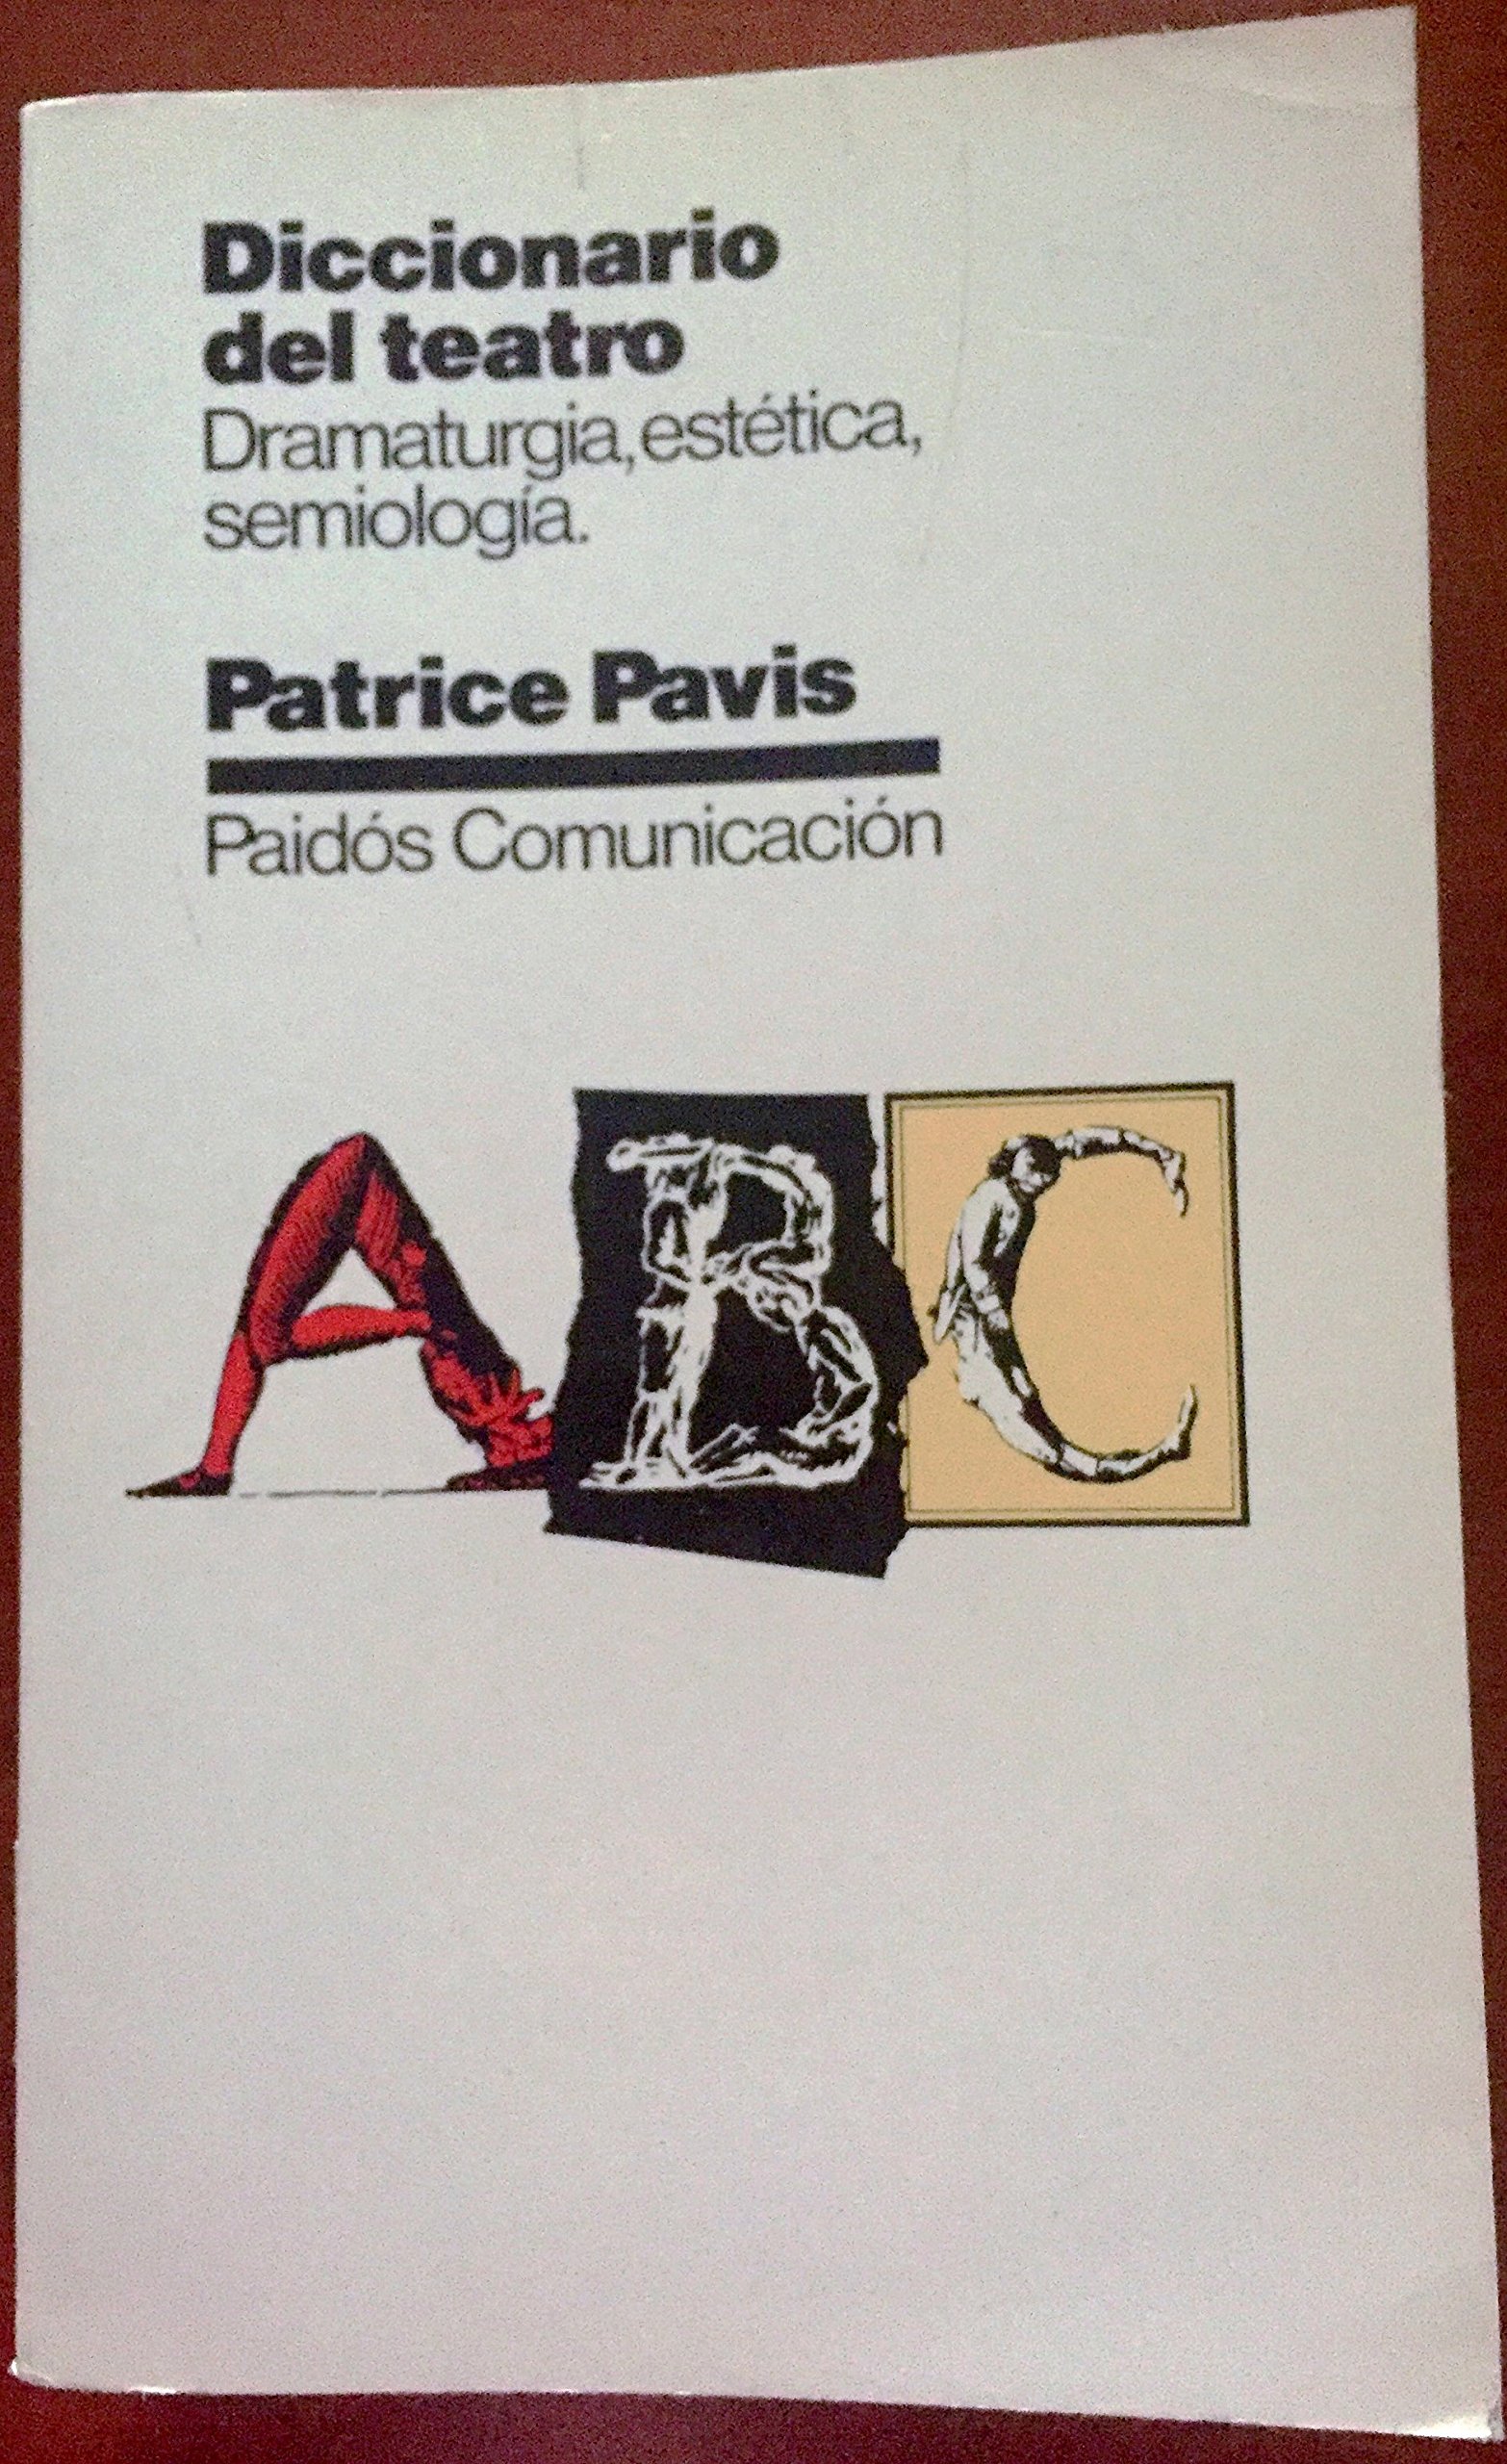 Diccionario
del teatro
Dramaturgia, estética,
semiología.
Patrice Pavis
Paidós Comunicación
ABC